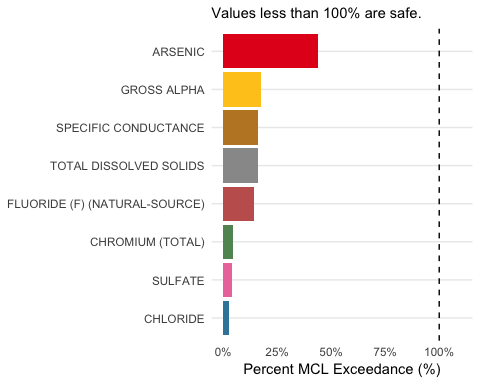 Values less than 100% are safe.
ARSENIC
GROSS ALPHA
SPECIFIC CONDUCTANCE
TOTAL DISSOLVED SOLIDS
FLUORIDE (F) (NATURAL-SOURCE)
CHROMIUM (TOTAL)
SULFATE
CHLORIDE
0% 25% 50% 75% 100%
Percent MCL Exceedance (%)